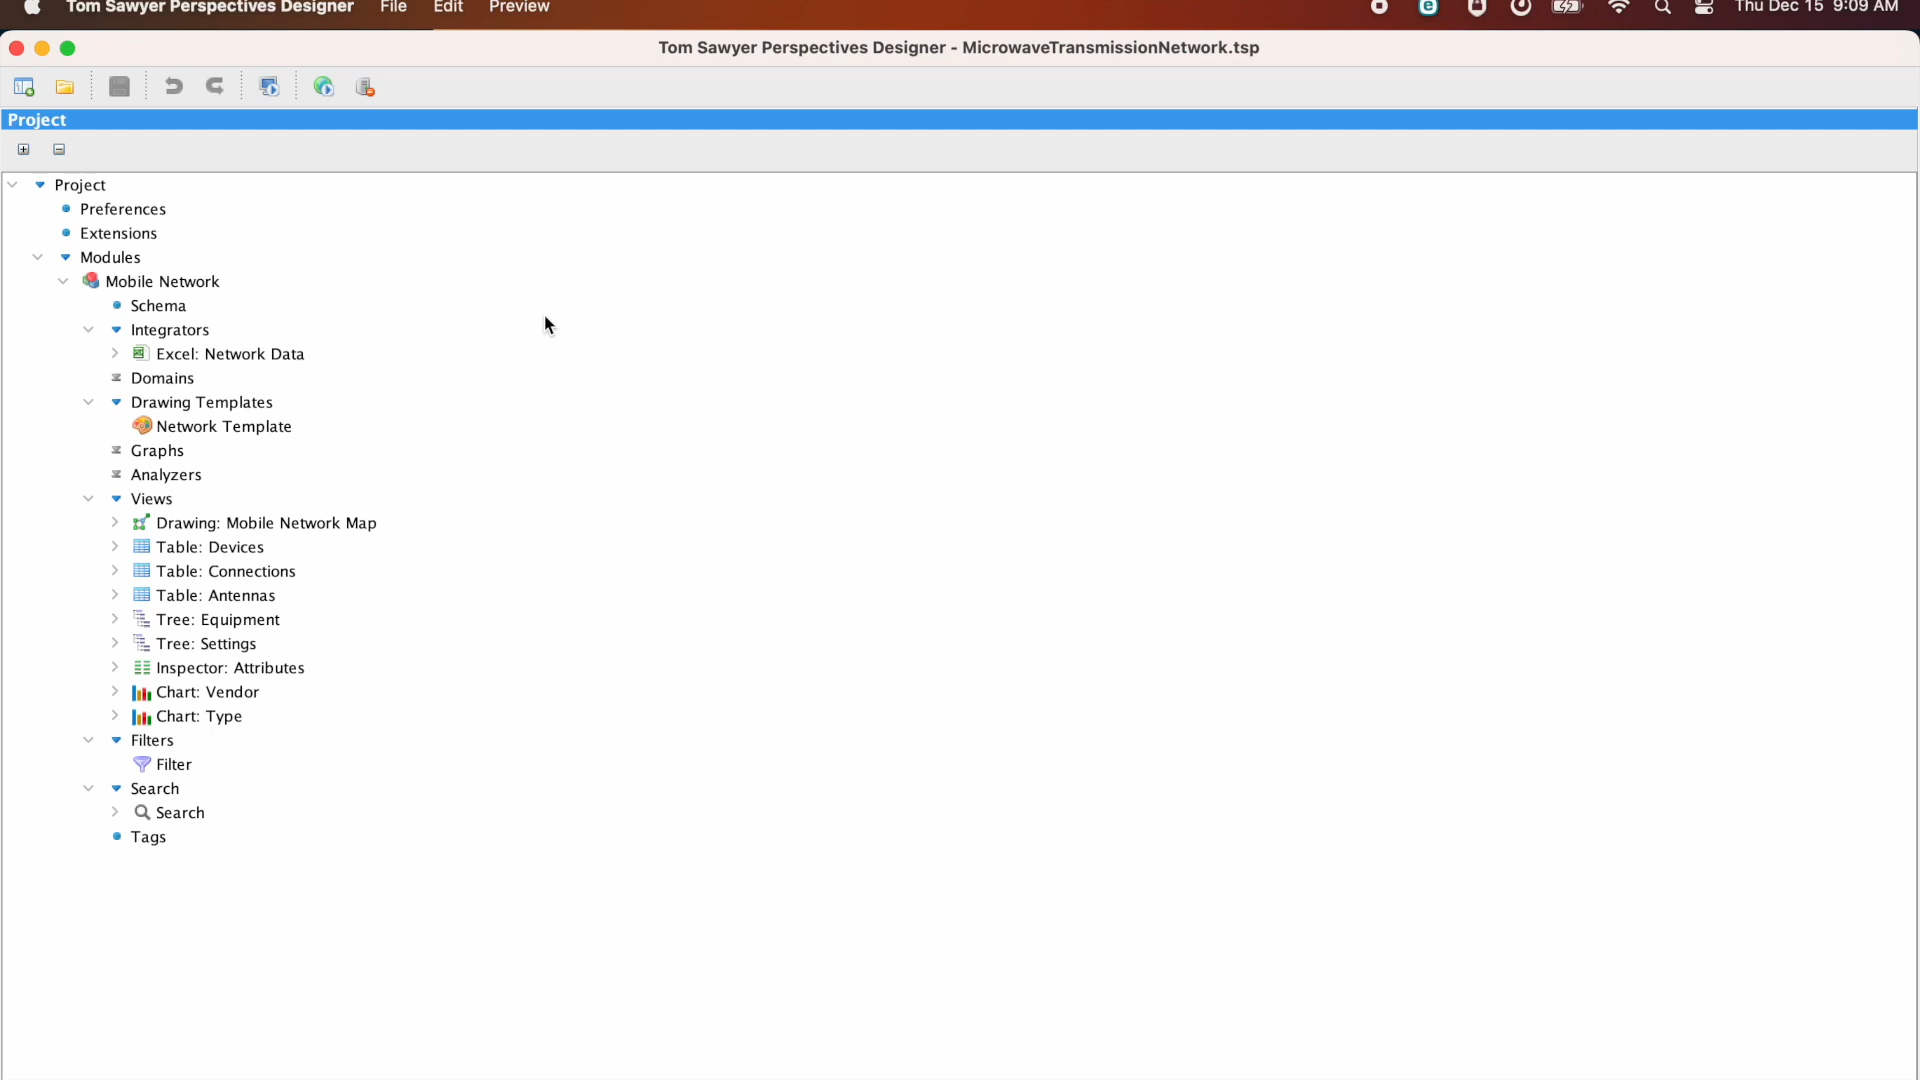 Tom Sawyer Perspectives Designer File Edit Preview Thu Dec 15 9:09 AM
Tom Sawyer Perspectives Designer - MicrowaveTransmissionNetwork.tsp
Project
Project
Preferences
Extensions
Modules
Mobile Network
Schema
Integrators
Excel: Network Data
Domains
Drawing Templates
Network Template
Graphs
Analyzers
Views
Drawing: Mobile Network Map
Table: Devices
Table: Connections
Table: Antennas
Tree: Equipment
Tree: Settings
Inspector: Attributes
Chart: Vendor
Chart: Type
Filters
Filter
Search
Search
Tags